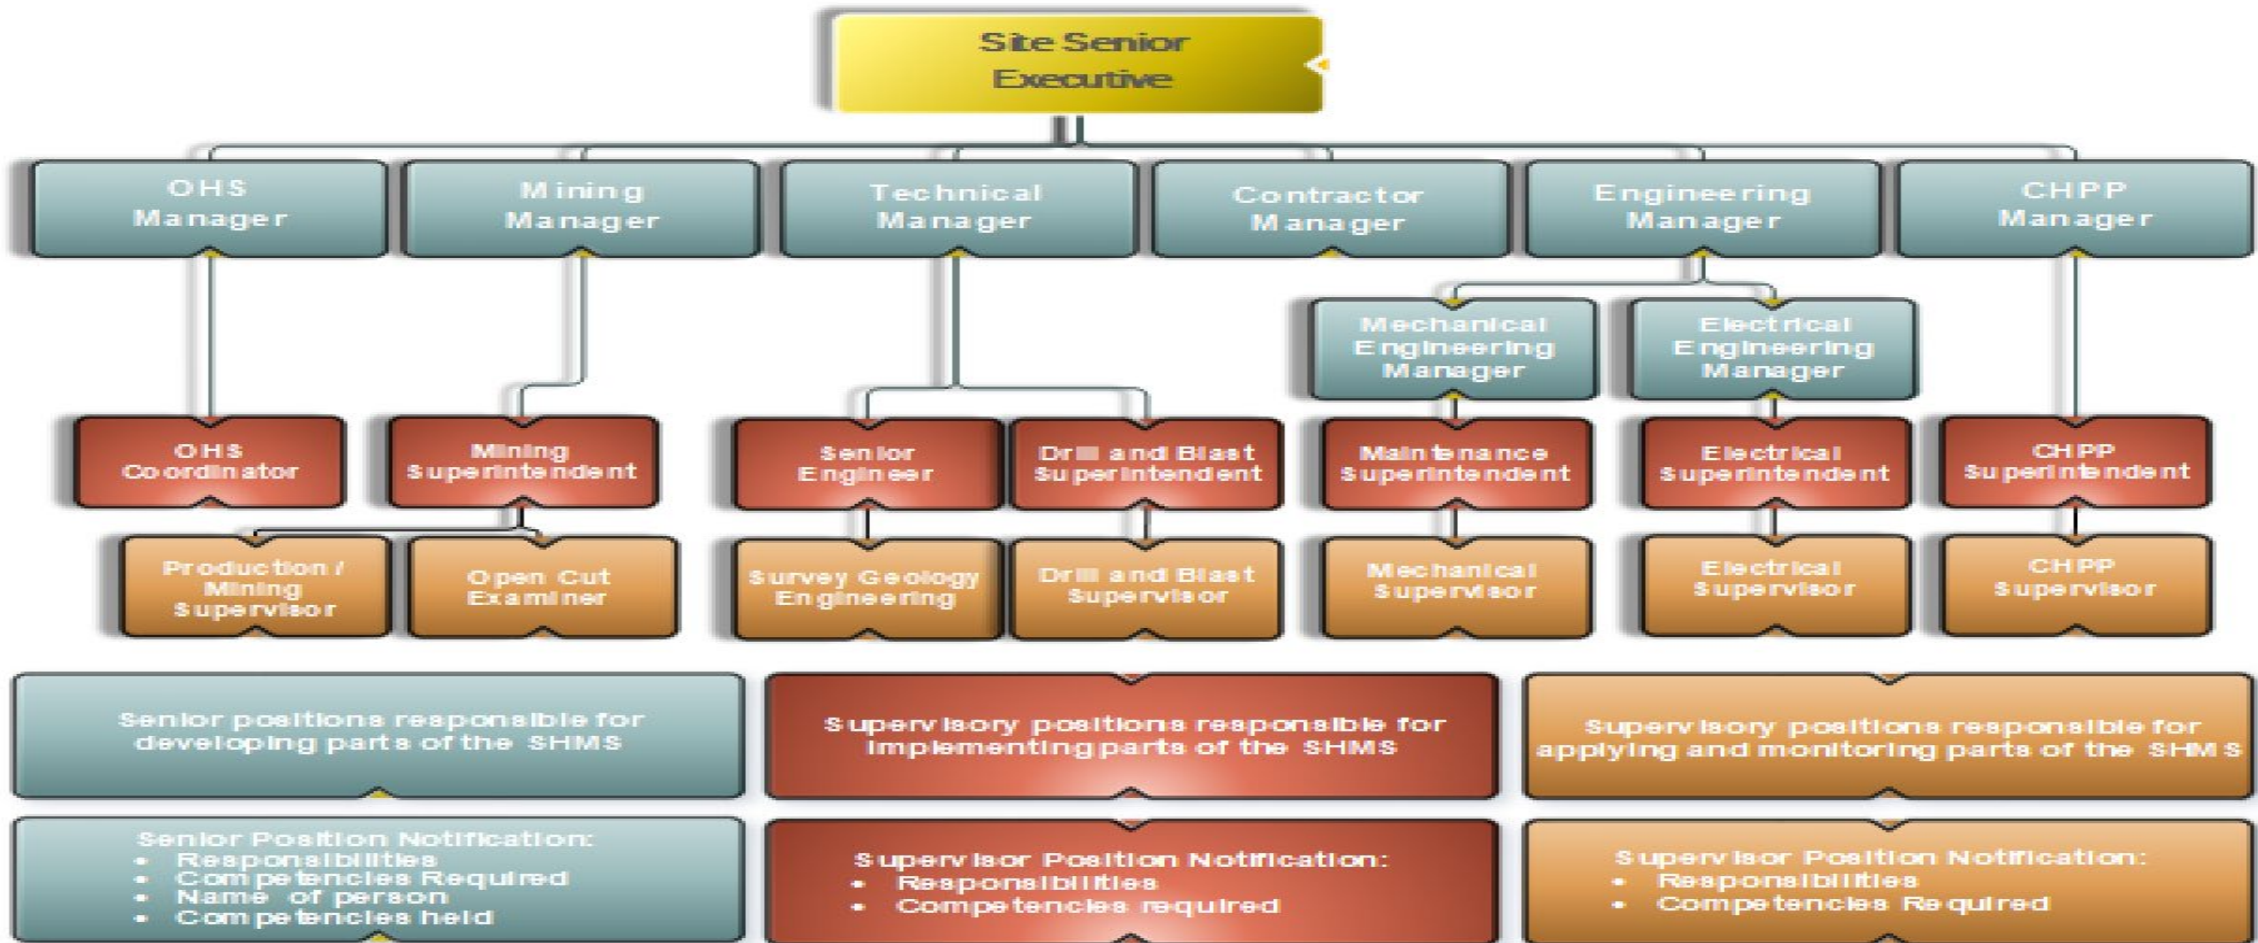 Site Senior
Executive
OHS
Manager
Mining
Manager
Technical
Manager
Contractor
Manager
Engineering
Manager
CHPP
Manager
Mechanical
Engineering
Manager
Electrical
Engineering
Manager
OHS
Coordinator
Mining
Superintendent
Senior
Engineer
Drill and Blast
Superintendent
Maintenance
Superintendent
Electrical
Superintendent
CHPP
Superintendent
Production /
Mining
Supervisor
Open Cut
Examiner
Survey Geology
Engineering
Drill and Blast
Supervisor
Mechanical
Supervisor
Electrical
Supervisor
CHPP
Supervisor
Senior positions responsible for
developing parts of the SHMS
Supervisory positions responsible for
implementing parts of the SHMS
Supervisory positions responsible for
applying and monitoring parts of the SHMS
Senior Position Notification:
• Responsibilities
• Competencies Required
• Name of person
• Competencies held
Supervisor Position Notification:
• Responsibilities
• Competencies required
Supervisor Position Notification:
• Responsibilities
• Competencies Required